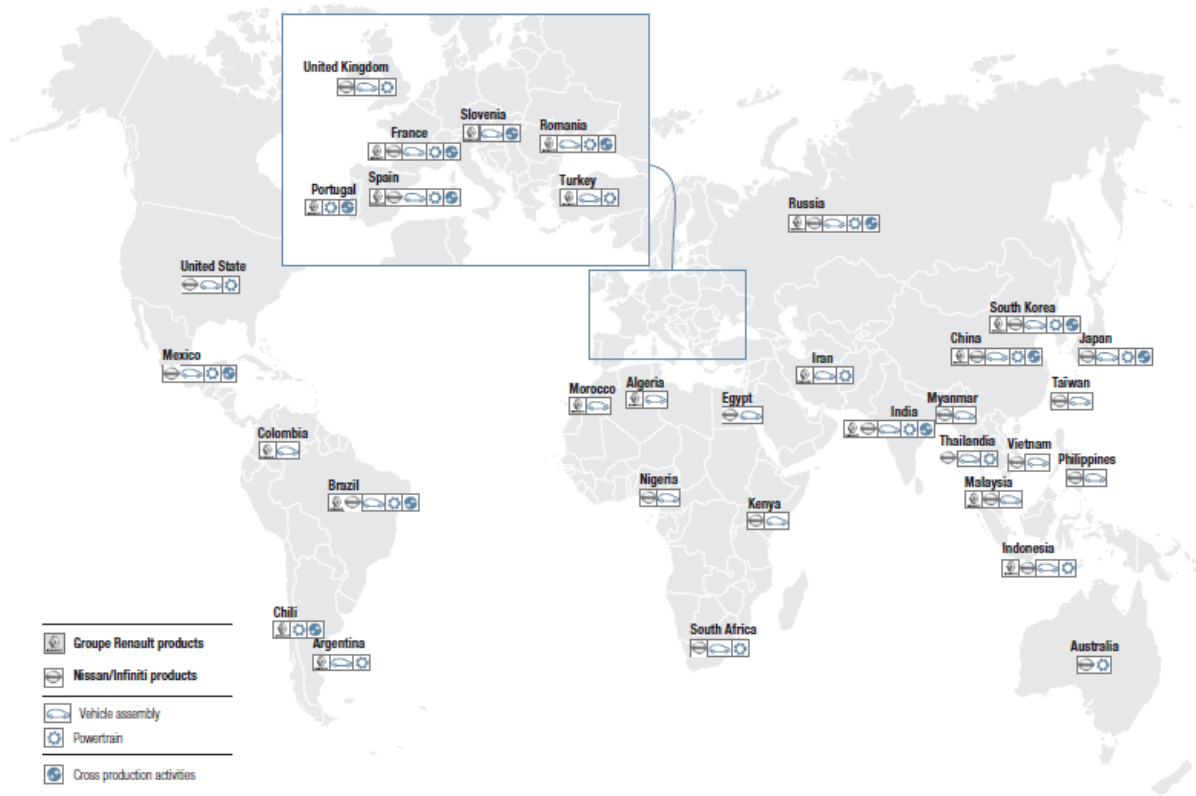 United Kingdom
Slovenia
Romania
France
Spain
Portugal
Turkey
Russia
United State
South Korea
China
Japan
Mexico
Iran
Morocco
Algeria
Egypt
Taïwan
Myanmar
India
Colombia
Thaïlandia
Vietnam
Philippines
Brazil
Nigeria
Malaysia
Kenya
Indonesia
Chili
Argentina
South Africa
Australia
Groupe Renault products
Nissan/Infiniti products
Vehicle assembly
Powertrain
Cross production activities